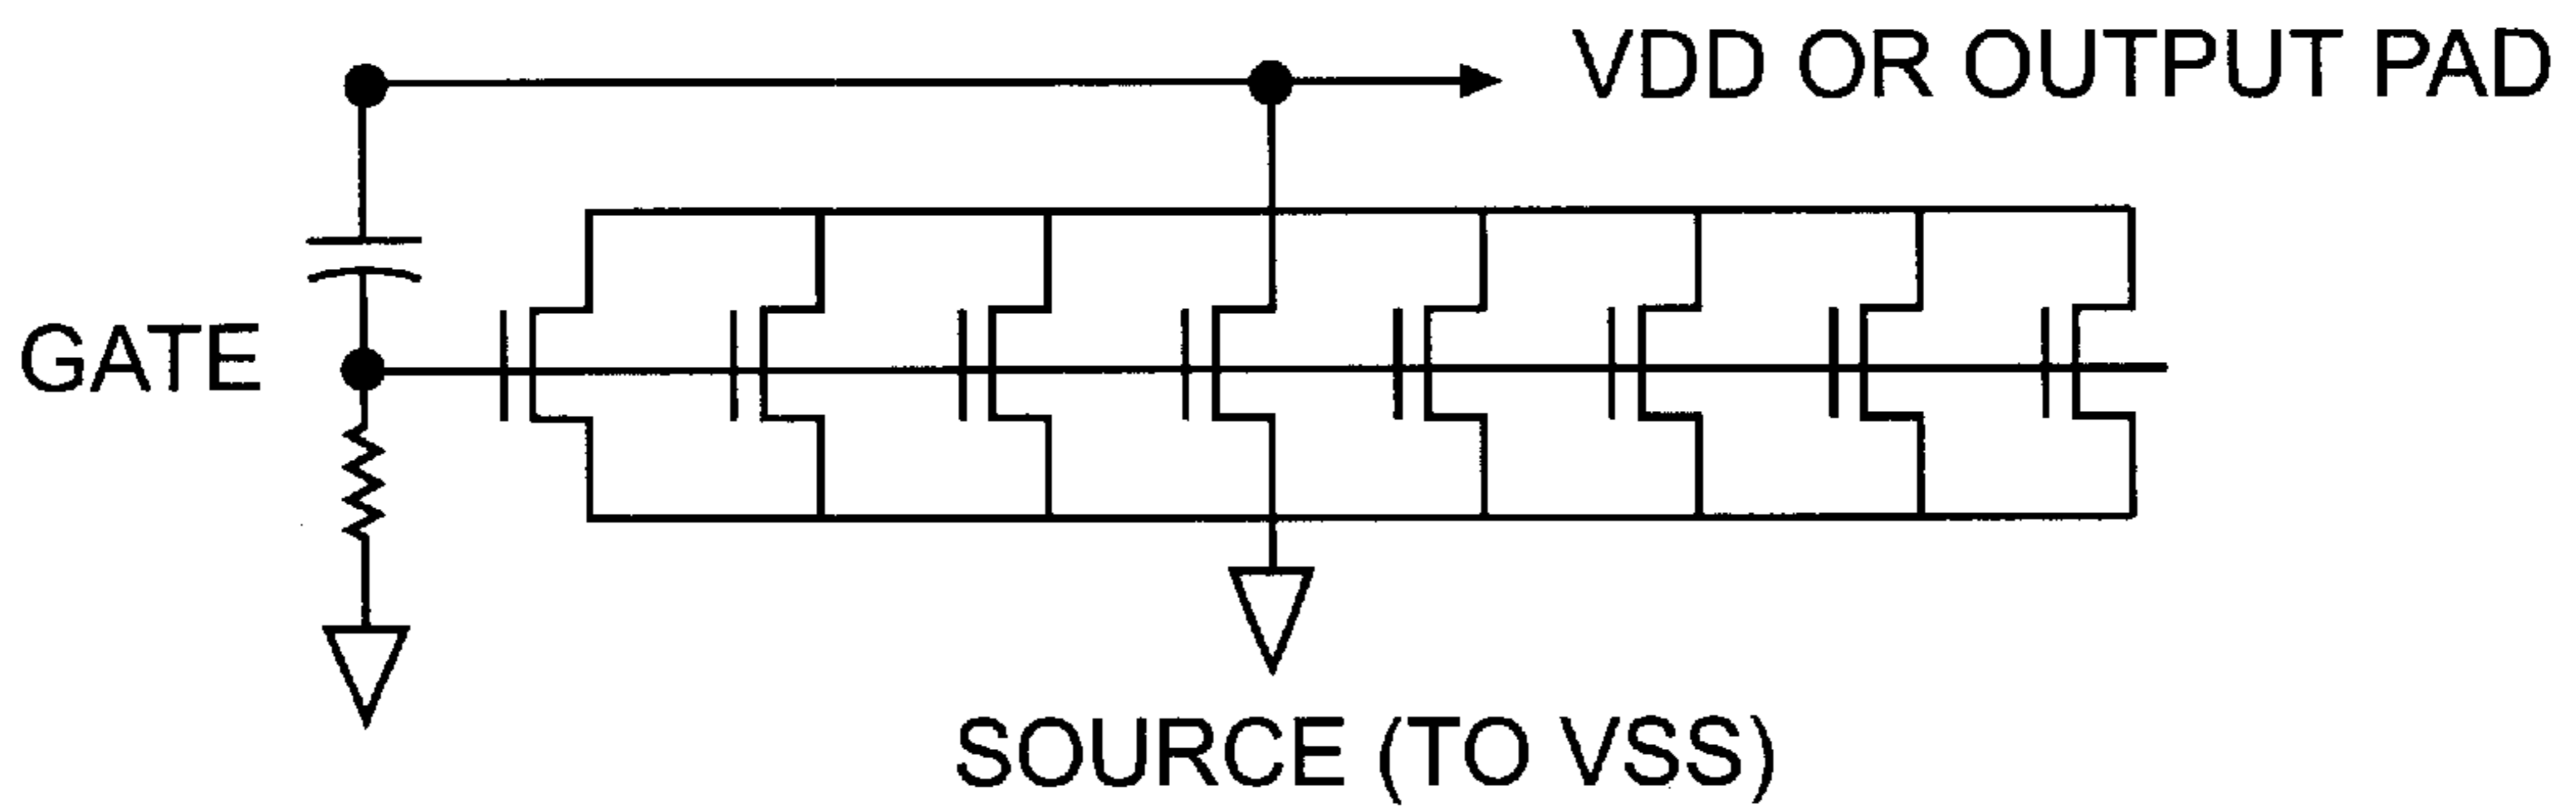 VDD OR OUTPUT PAD
GATE
SOURCE (TO VSS)